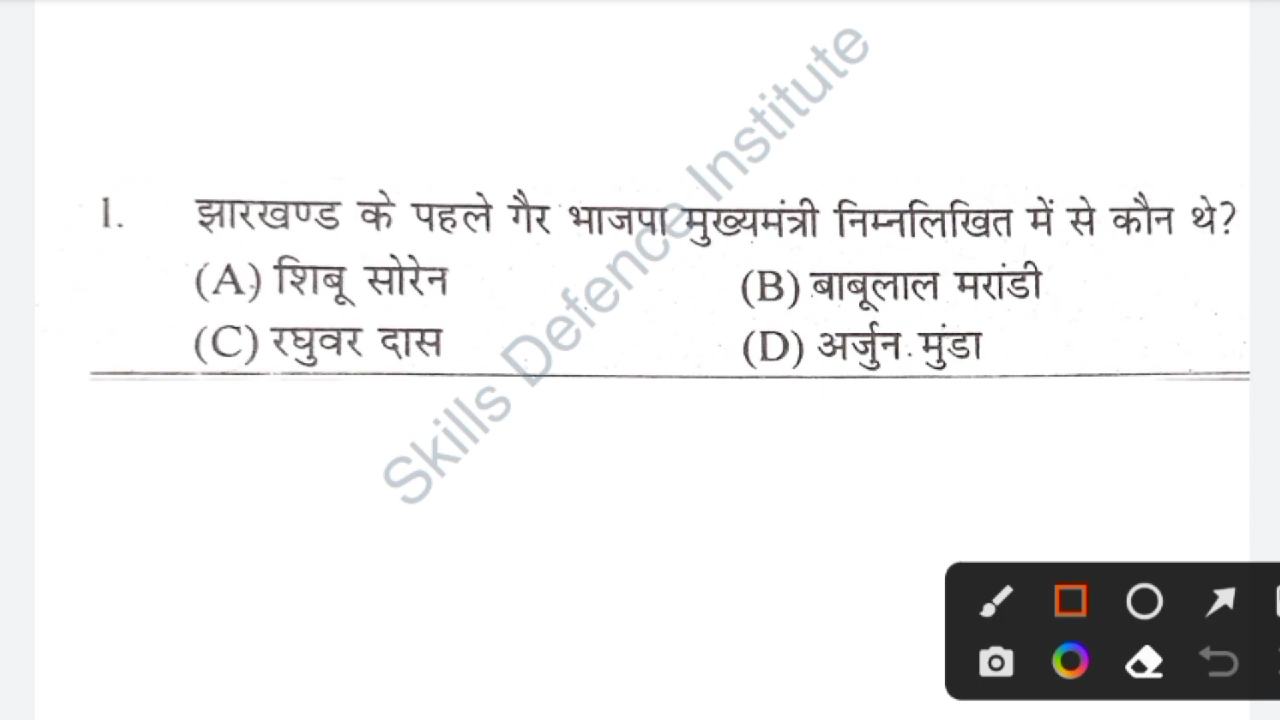 1. झारखण्ड के पहले गैर भाजपा मुख्यमंत्री निम्नलिखित में से कौन थे?
(A) शिबू सोरेन (B) बाबूलाल मरांडी
(C) रघुवर दास (D) अर्जुन मुंडा
Skills Defence Institute